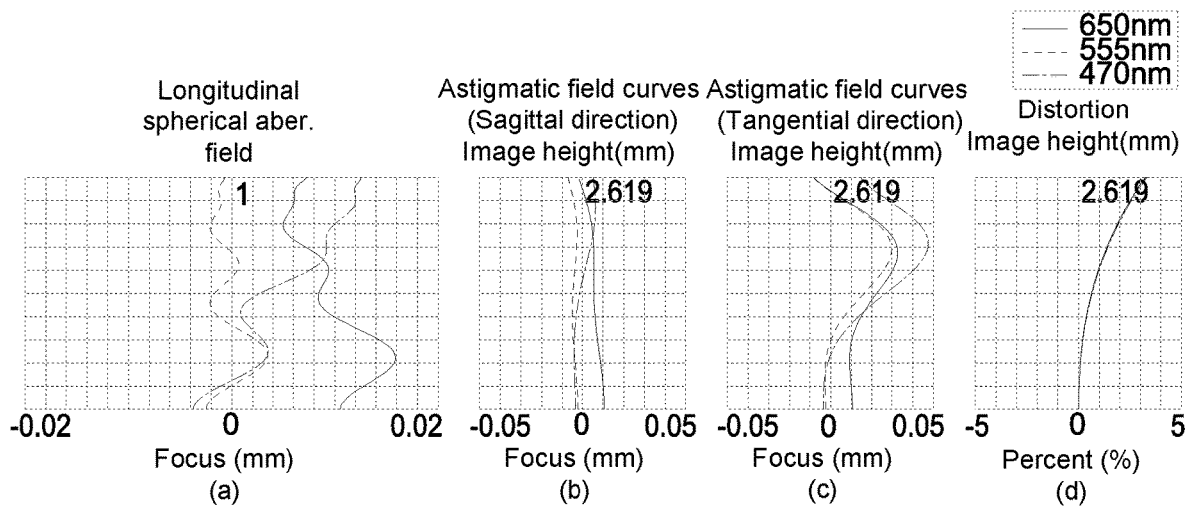 650nm
555nm
470nm
Longitudinal
spherical aber.
field
1
-0.02
0
0.02
Focus (mm)
(a)
Astigmatic field curves
(Sagittal direction)
Image height(mm)
2.619
-0.05
0
0.05
Focus (mm)
(b)
Astigmatic field curves
(Tangential direction)
Image height(mm)
2.619
-0.05
0
0.05
Focus (mm)
(c)
Distortion
Image height(mm)
2.619
-5
0
5
Percent (%)
(d)